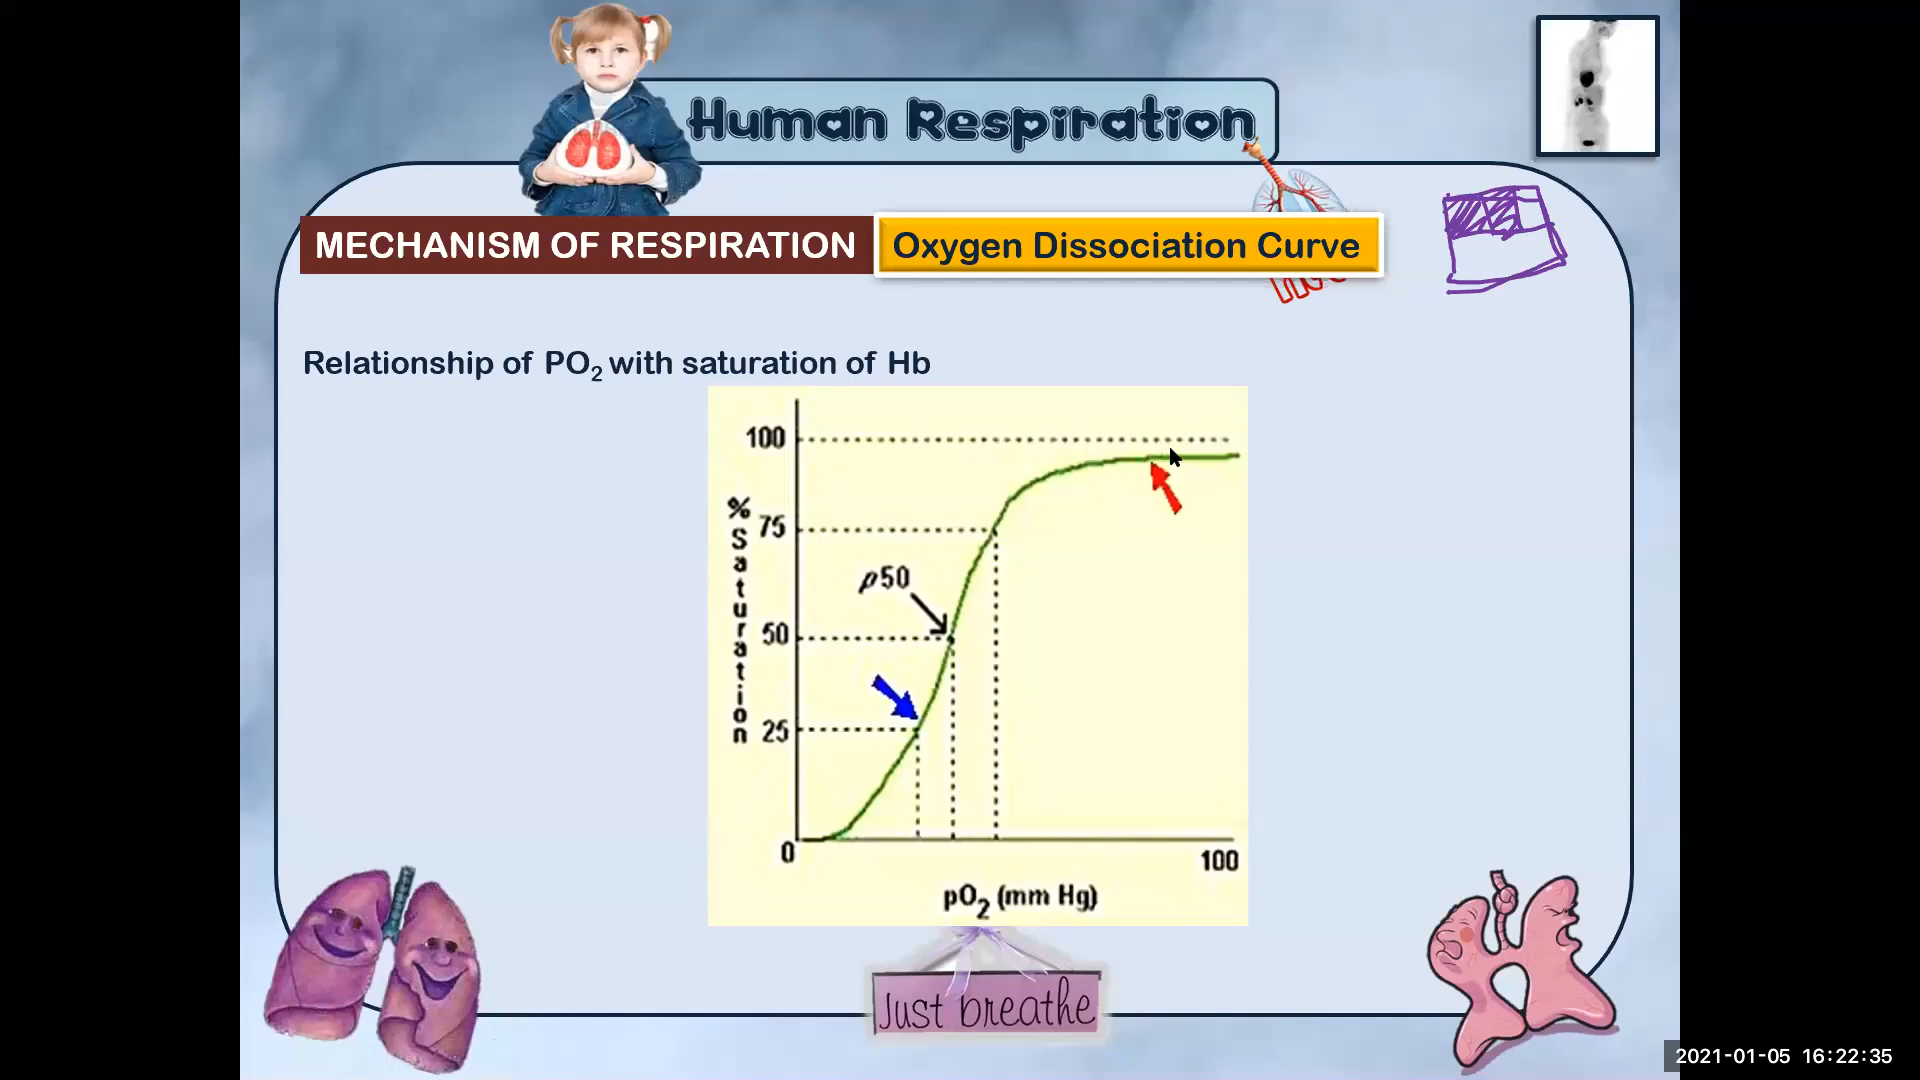 Human Respiration
MECHANISM OF RESPIRATION
Oxygen Dissociation Curve
Relationship of PO₂ with saturation of Hb
100
% Saturation
75
p50
50
25
0
100
pO₂ (mm Hg)
Just breathe
2021-01-05 16:22:35